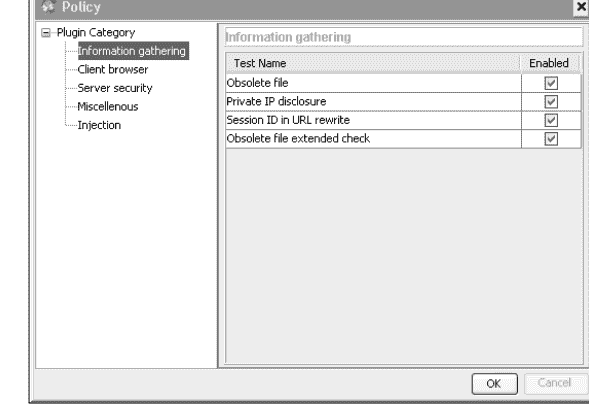 Policy
Plugin Category
Information gathering
Client browser
Server security
Miscellenous
Injection
Information gathering
Test Name Enabled
Obsolete file
Private IP disclosure
Session ID in URL rewrite
Obsolete file extended check
OK Cancel